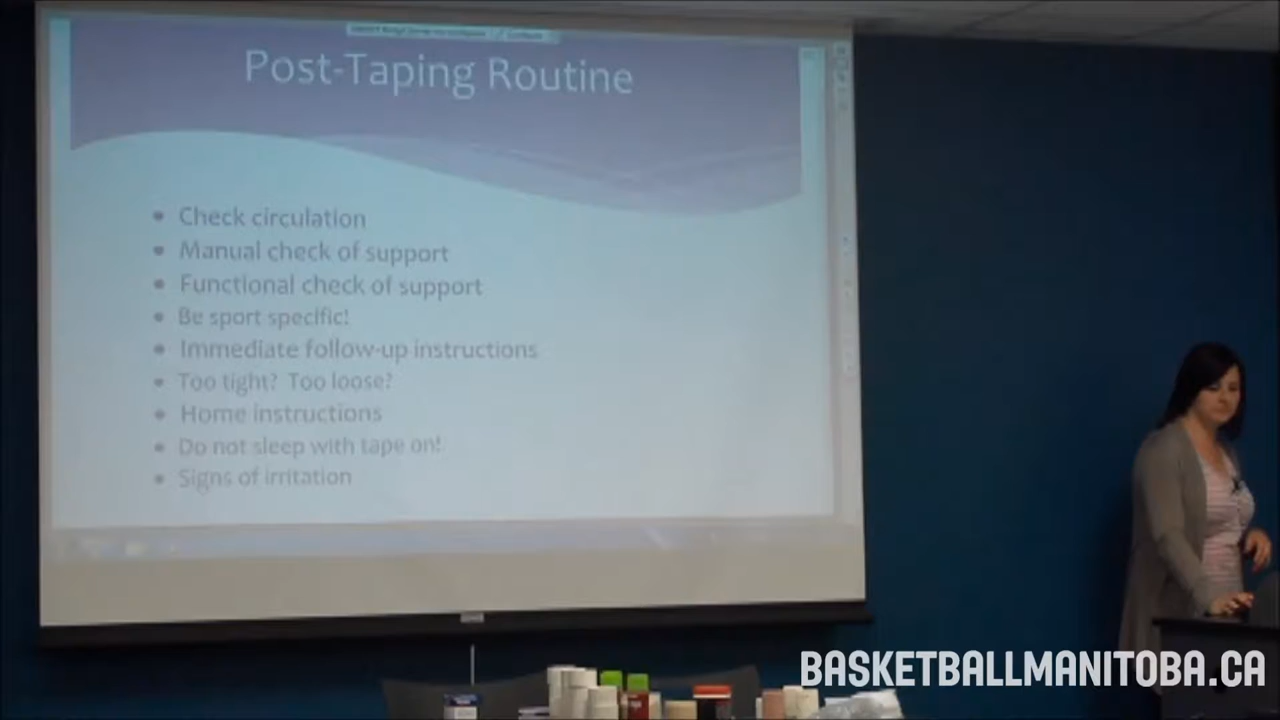 Post-Taping Routine
Check circulation
Manual check of support
Functional check of support
Be sport specific!
Immediate follow-up instructions
Too tight? Too loose?
Home instructions
Do not sleep with tape on!
Signs of irritation
BASKETBALLMANITOBA.CA